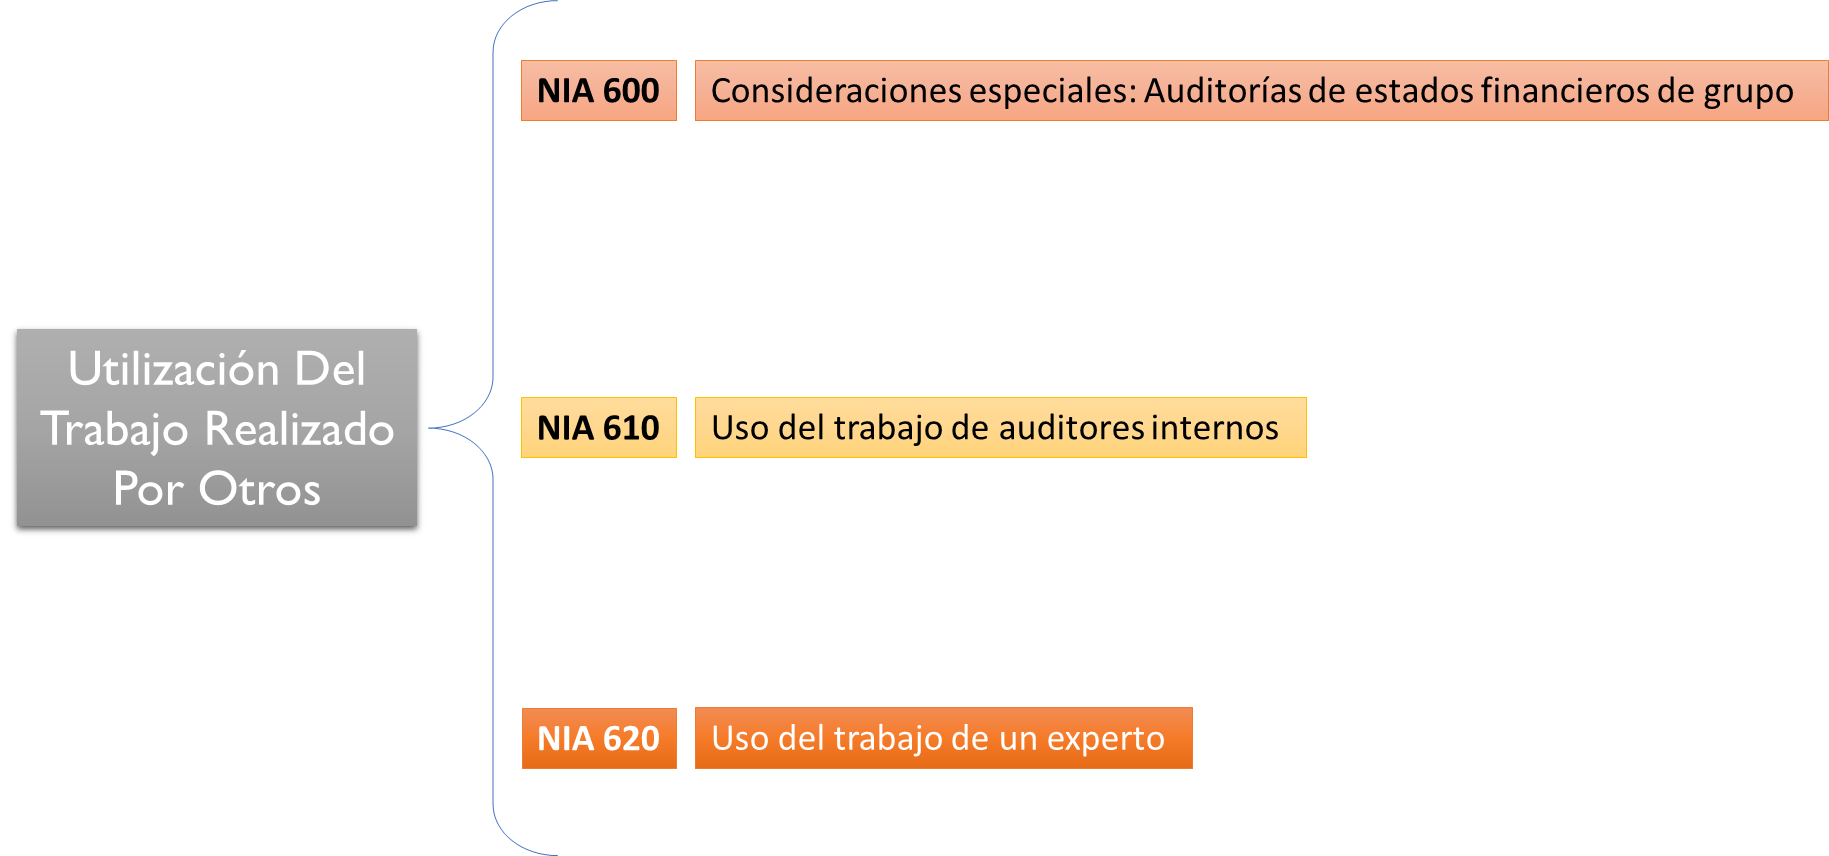 Utilización Del
Trabajo Realizado
Por Otros
NIA 600 Consideraciones especiales: Auditorías de estados financieros de grupo
NIA 610 Uso del trabajo de auditores internos
NIA 620 Uso del trabajo de un experto